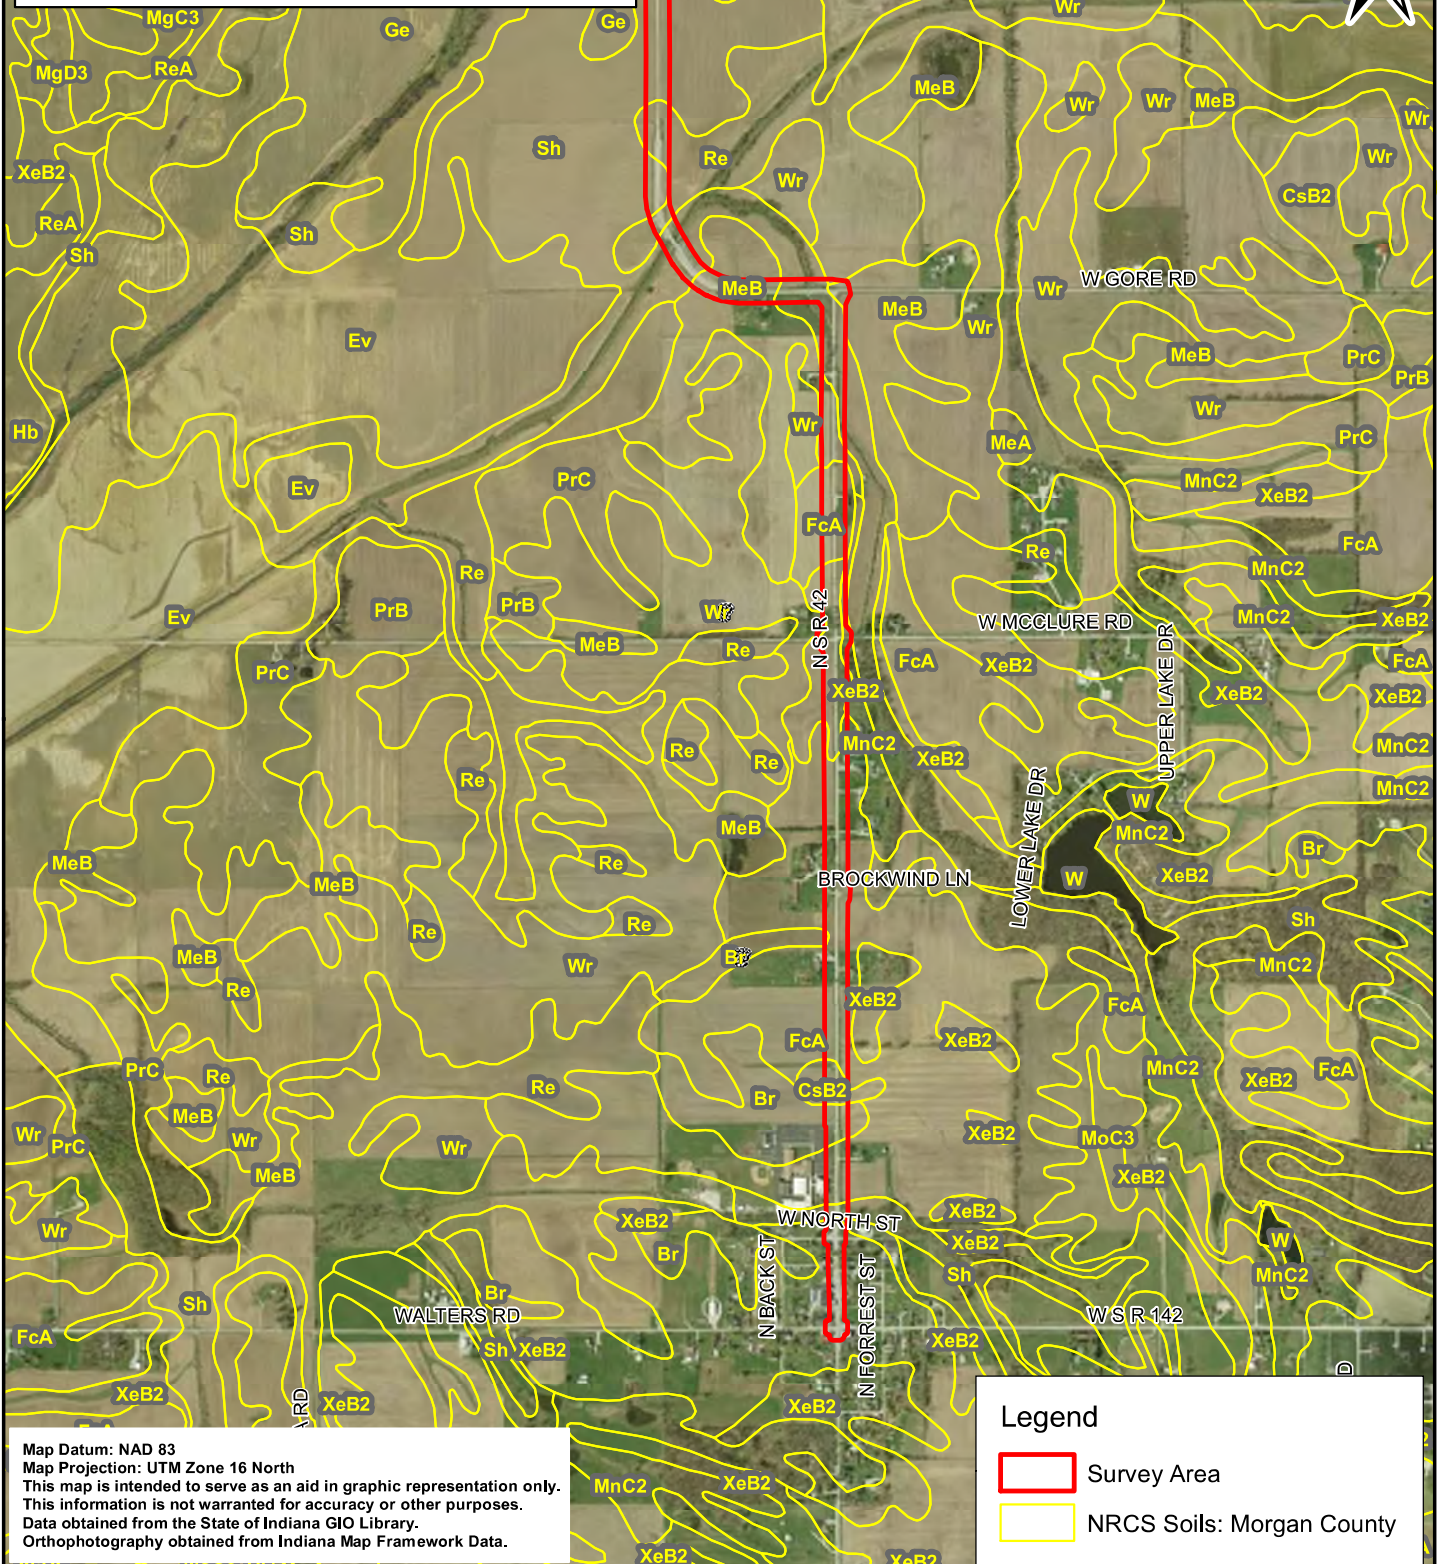 MgC3
Ge
Ge
Wr
MgD3
ReA
MeB
Wr
Wr
MeB
Wr
Sh
Re
Wr
Wr
XeB2
CsB2
ReA
Sh
Sh
W GORE RD
MeB
Wr
MeB
Wr
Ev
MeB
PrC
PrB
Wr
Hb
Wr
MeA
PrC
PrC
Ev
MnC2
XeB2
FcA
FcA
Re
MnC2
Re
PrB
PrB
Wr
N S R 42
Ev
MnC2
XeB2
W MCCLURE RD
MeB
Re
FcA
XeB2
FcA
PrC
XeB2
XeB2
XeB2
UPPER LAKE DR
Re
Re
MnC2
XeB2
MnC2
Re
MnC2
LOWER LAKE DR
W
MeB
MnC2
MeB
Re
Br
MeB
BROCKWIND LN
W
XeB2
Re
Re
Sh
MeB
Wr
MnC2
Re
XeB2
FcA
FcA
XeB2
PrC
Re
Re
MnC2
XeB2
FcA
CsB2
Br
MeB
Wr
PrC
Wr
Wr
XeB2
MoC3
MeB
XeB2
Wr
XeB2
W NORTH ST
XeB2
Br
XeB2
W
N BACK ST
N FORREST ST
Sh
MnC2
Br
Sh
WALTERS RD
W S R 142
FcA
Sh
XeB2
XeB2
D
XeB2
A RD
XeB2
XeB2
MnC2
XeB2
XeB2
XeB2
Map Datum: NAD 83
Map Projection: UTM Zone 16 North
This map is intended to serve as an aid in graphic representation only.
This information is not warranted for accuracy or other purposes.
Data obtained from the State of Indiana GIO Library.
Orthophotography obtained from Indiana Map Framework Data.
Legend
Survey Area
NRCS Soils: Morgan County